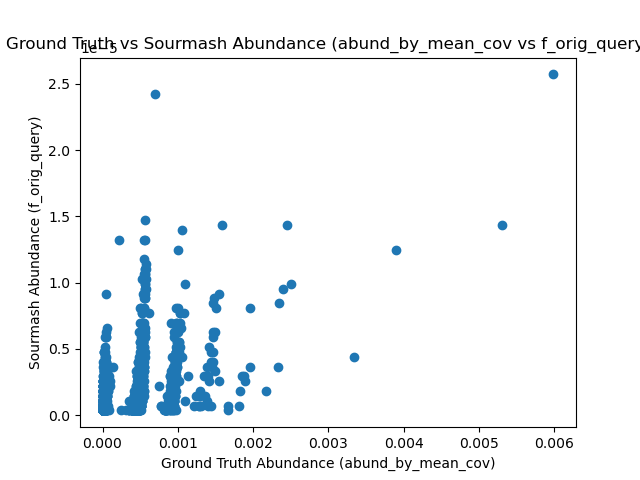 Ground Truth vs Sourmash Abundance (abund_by_mean_cov vs f_orig_query
1e−5
2.5
2.0
1.5
1.0
0.5
0.0
Sourmash Abundance (f_orig_query)
0.000 0.001 0.002 0.003 0.004 0.005 0.006
Ground Truth Abundance (abund_by_mean_cov)